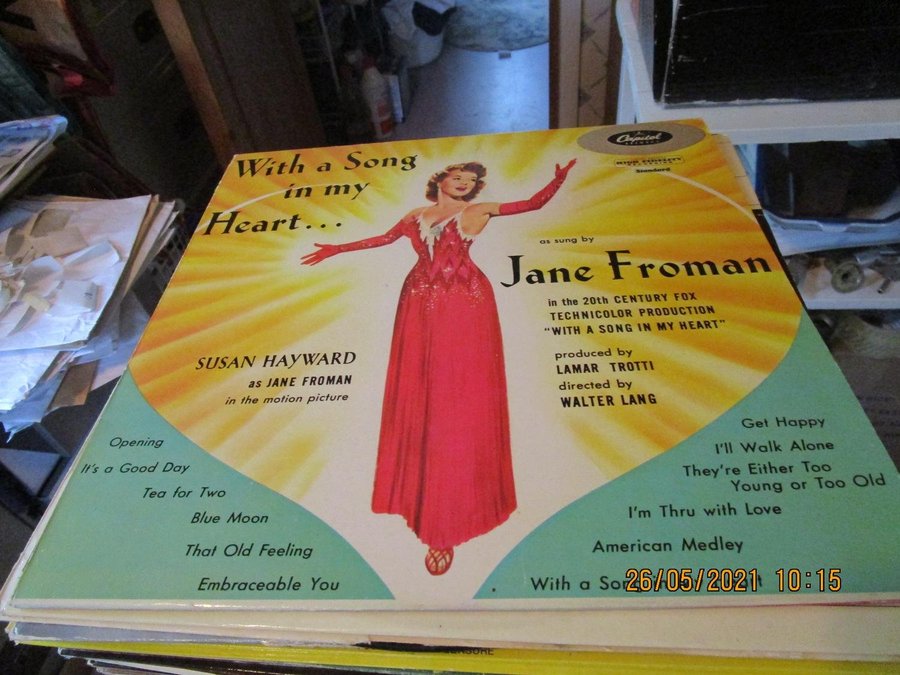 With a Song
in my
Heart...
Capitol
HIGH FIDELITY
Standard
as sung by
Jane Froman
in the 20th CENTURY FOX
TECHNICOLOR PRODUCTION
"WITH A SONG IN MY HEART"
SUSAN HAYWARD
as JANE FROMAN
in the motion picture
produced by
LAMAR TROTTI
directed by
WALTER LANG
Opening
It's a Good Day
Tea for Two
Blue Moon
That Old Feeling
Embraceable You
Get Happy
I'll Walk Alone
They're Either Too
Young or Too Old
I'm Thru with Love
American Medley
With a Song
26/05/2021 10:15